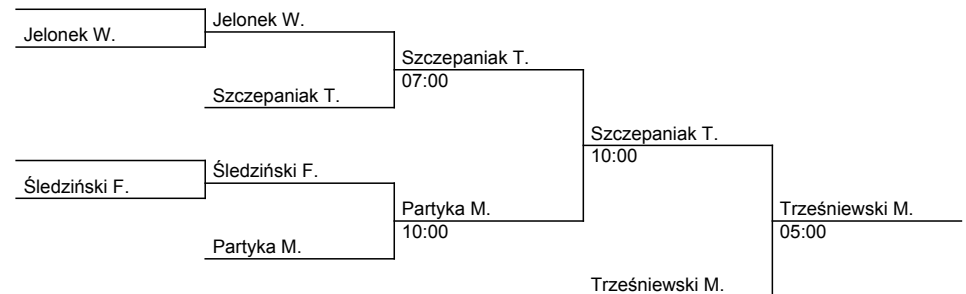 Jelonek W.
Jelonek W.
Szczepaniak T.
07:00
Szczepaniak T.
Szczepaniak T.
10:00
Śledziński F.
Śledziński F.
Partyka M.
10:00
Trześniewski M.
05:00
Partyka M.
Trześniewski M.